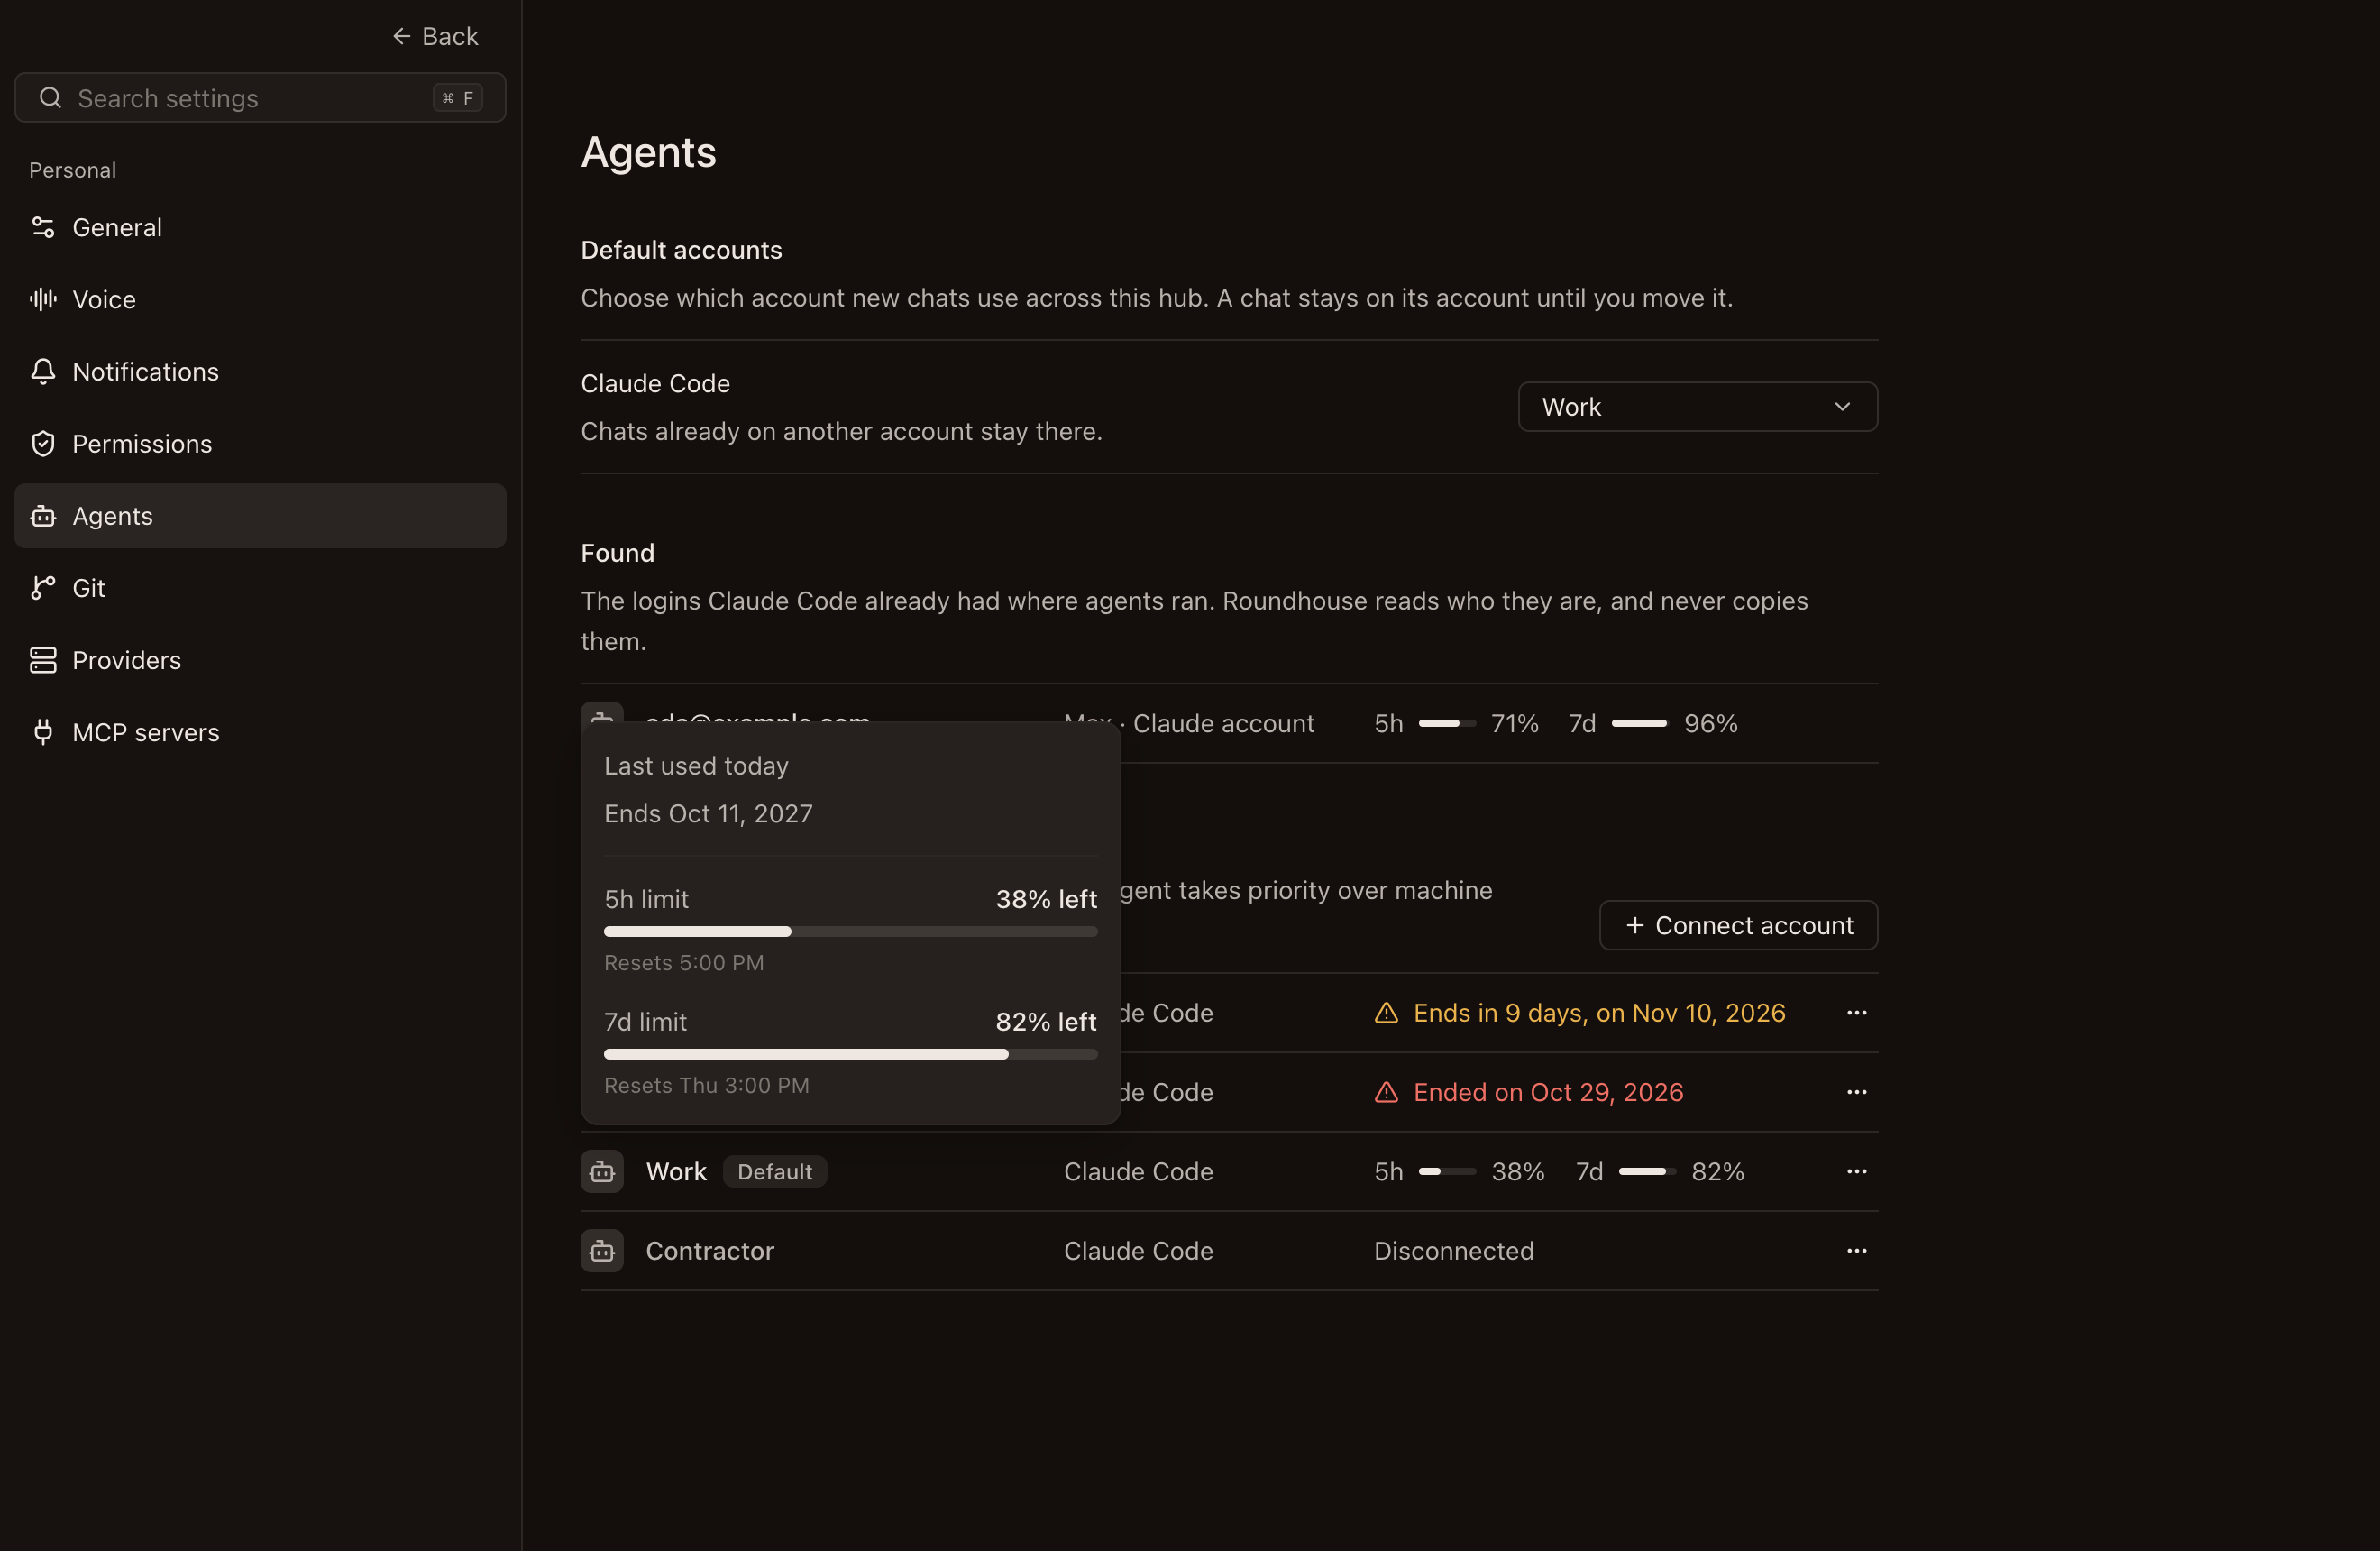 Back
Search settings
⌘ F
Personal
General
Voice
Notifications
Permissions
Agents
Git
Providers
MCP servers
Agents
Default accounts
Choose which account new chats use across this hub. A chat stays on its account until you move it.
Claude Code
Chats already on another account stay there.
Work
Found
The logins Claude Code already had where agents ran. Roundhouse reads who they are, and never copies
them.
· Claude account 5h 71% 7d 96%
Last used today
Ends Oct 11, 2027
5h limit 38% left
Resets 5:00 PM
7d limit 82% left
Resets Thu 3:00 PM
takes priority over machine
+ Connect account
Code Ends in 9 days, on Nov 10, 2026
Code Ended on Oct 29, 2026
Work Default Claude Code 5h 38% 7d 82%
Contractor Claude Code Disconnected